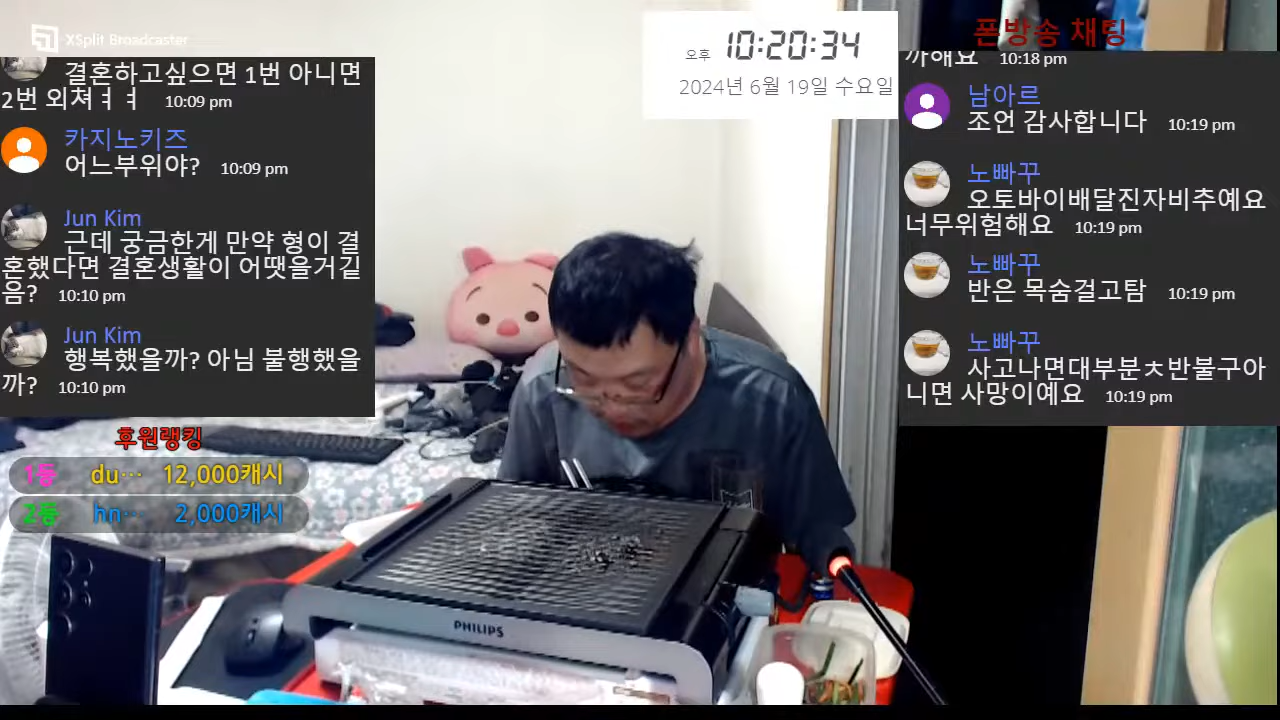 XSplit Broadcaster
결혼하고싶으면 1번 아니면
2번 외쳐ㅕㅕ 10:09 pm
카지노키즈
어느부위야? 10:09 pm
Jun Kim
근데 궁금한게 만약 형이 결
혼했다면 결혼생활이 어땟을거길
음? 10:10 pm
Jun Kim
행복했을까? 아님 불행했을
까? 10:10 pm
후원랭킹
1등 du… 12,000캐시
2등 hn… 2,000캐시
오후 10:20:34
2024년 6월 19일 수요일
폰방송 채팅
까해요 10:18 pm
남아르
조언 감사합니다 10:19 pm
노빠꾸
오토바이배달진자비추예요
너무위험해요 10:19 pm
노빠꾸
반은 목숨걸고탐 10:19 pm
노빠꾸
사고나면대부분ㅊ반불구아
니면 사망이예요 10:19 pm
PHILIPS